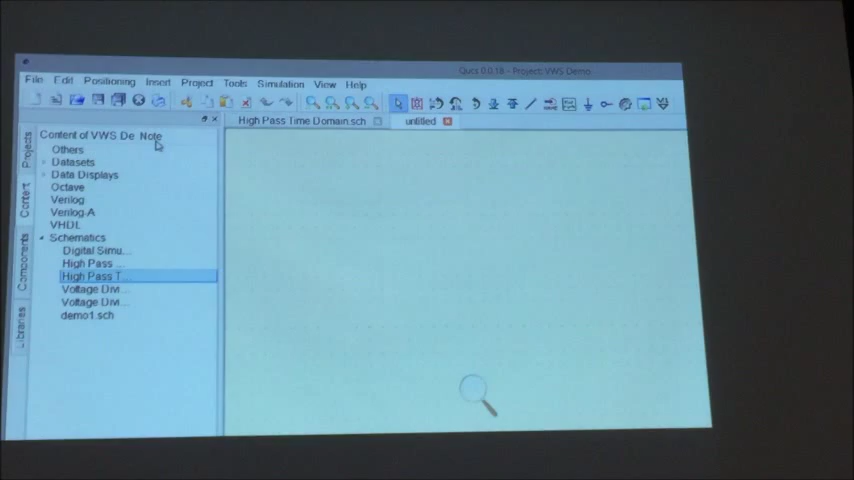 Qucs 0.0.18 - Project: VWS Demo
File Edit Positioning Insert Project Tools Simulation View Help
High Pass Time Domain.sch untitled
Projects
Content
Components
Libraries
Content of VWS De Note
Others
Datasets
Data Displays
Octave
Verilog
Verilog-A
VHDL
Schematics
Digital Simu...
High Pass ...
High Pass T...
Voltage Divi...
Voltage Divi...
demo1.sch